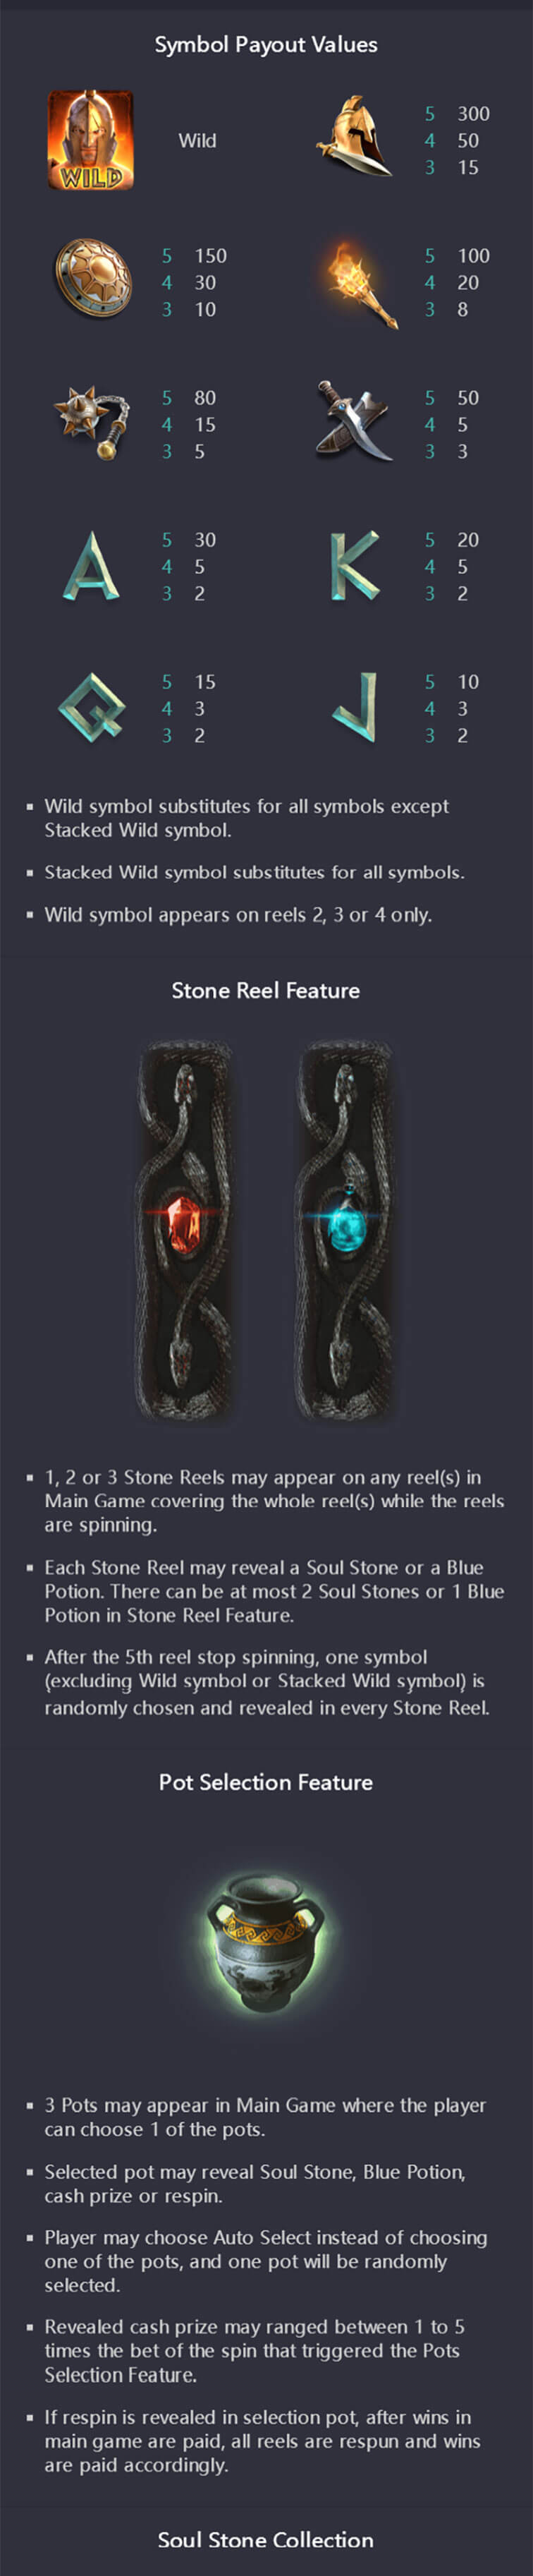 Symbol Payout Values
WILD
Wild
5 300
4 50
3 15
5 150
4 30
3 10
5 100
4 20
3 8
5 80
4 15
3 5
5 50
4 5
3 3
A
5 30
4 5
3 2
K
5 20
4 5
3 2
Q
5 15
4 3
3 2
J
5 10
4 3
3 2
▪ Wild symbol substitutes for all symbols except
Stacked Wild symbol.
▪ Stacked Wild symbol substitutes for all symbols.
▪ Wild symbol appears on reels 2, 3 or 4 only.
Stone Reel Feature
▪ 1, 2 or 3 Stone Reels may appear on any reel(s) in
Main Game covering the whole reel(s) while the reels
are spinning.
▪ Each Stone Reel may reveal a Soul Stone or a Blue
Potion. There can be at most 2 Soul Stones or 1 Blue
Potion in Stone Reel Feature.
▪ After the 5th reel stop spinning, one symbol
(excluding Wild symbol or Stacked Wild symbol) is
randomly chosen and revealed in every Stone Reel.
Pot Selection Feature
▪ 3 Pots may appear in Main Game where the player
can choose 1 of the pots.
▪ Selected pot may reveal Soul Stone, Blue Potion,
cash prize or respin.
▪ Player may choose Auto Select instead of choosing
one of the pots, and one pot will be randomly
selected.
▪ Revealed cash prize may ranged between 1 to 5
times the bet of the spin that triggered the Pots
Selection Feature.
▪ If respin is revealed in selection pot, after wins in
main game are paid, all reels are respun and wins
are paid accordingly.
Soul Stone Collection